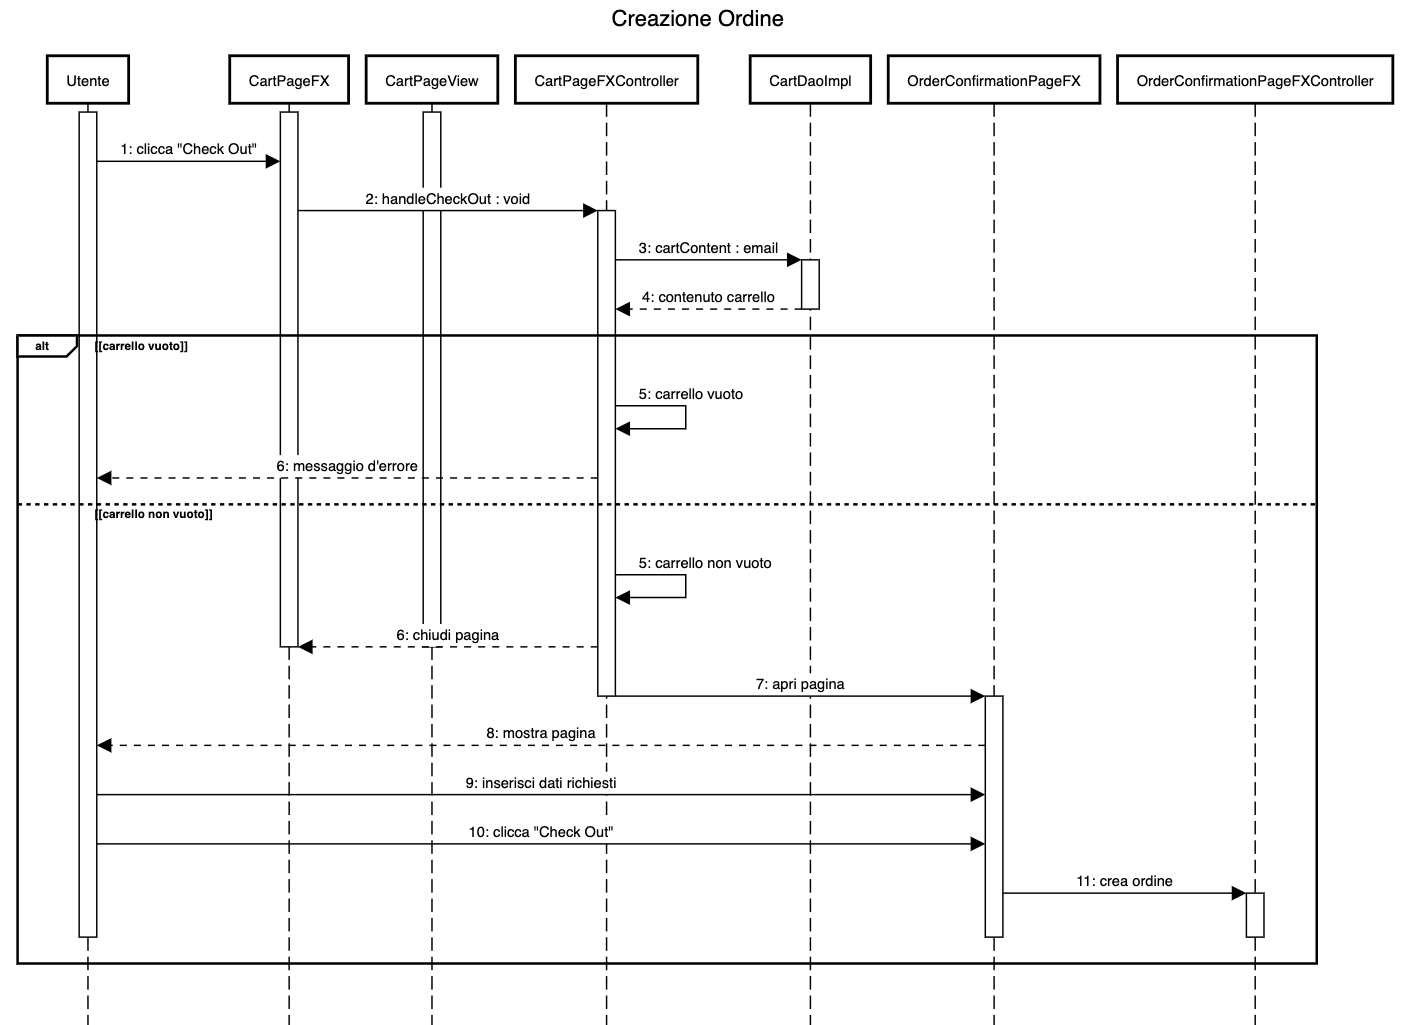 Creazione Ordine
Utente
CartPageFX
CartPageView
CartPageFXController
CartDaoImpl
OrderConfirmationPageFX
OrderConfirmationPageFXController
1: clicca "Check Out"
2: handleCheckOut : void
3: cartContent : email
4: contenuto carrello
alt
[[carrello vuoto]]
5: carrello vuoto
6: messaggio d'errore
[[carrello non vuoto]]
5: carrello non vuoto
6: chiudi pagina
7: apri pagina
8: mostra pagina
9: inserisci dati richiesti
10: clicca "Check Out"
11: crea ordine